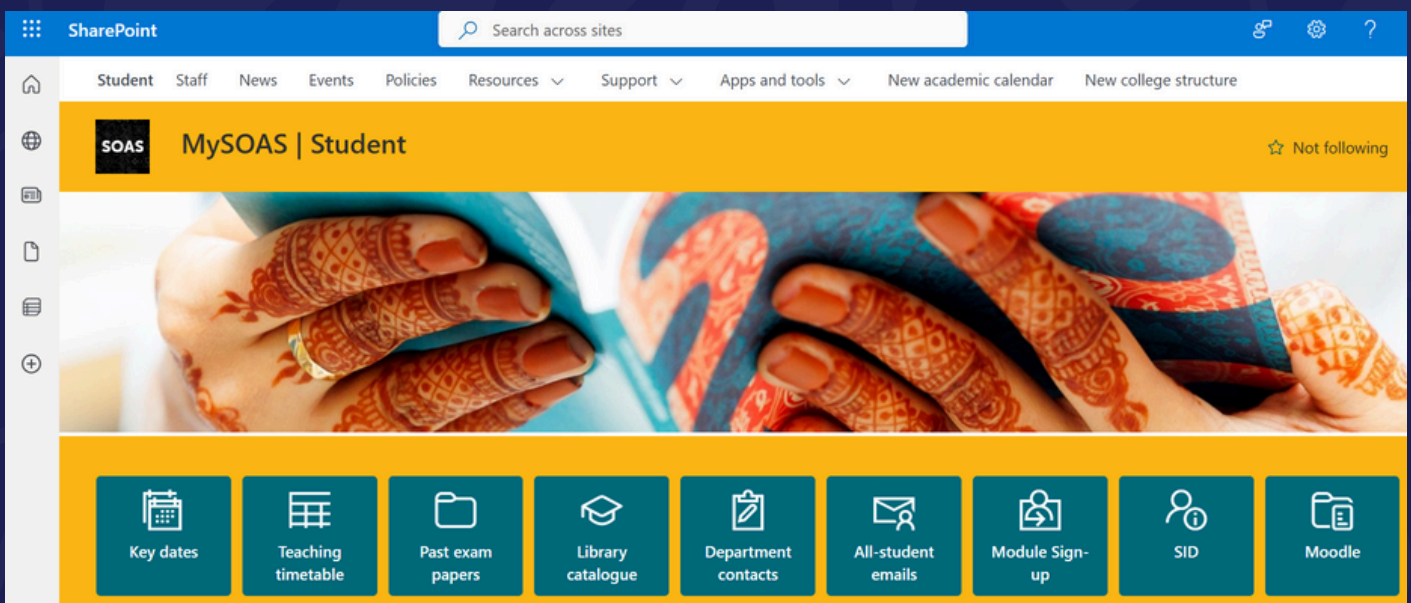 SharePoint
Search across sites
Student Staff News Events Policies Resources Support Apps and tools New academic calendar New college structure
SOAS
MySOAS | Student
Not following
Key dates
Teaching
timetable
Past exam
papers
Library
catalogue
Department
contacts
All-student
emails
Module Sign-
up
SID
Moodle